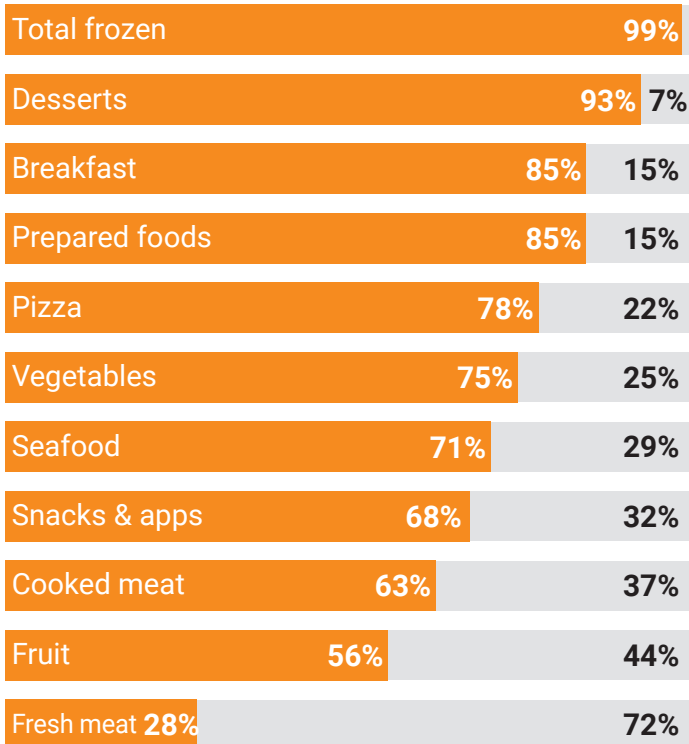 Total frozen 99%
Desserts 93% 7%
Breakfast 85% 15%
Prepared foods 85% 15%
Pizza 78% 22%
Vegetables 75% 25%
Seafood 71% 29%
Snacks & apps 68% 32%
Cooked meat 63% 37%
Fruit 56% 44%
Fresh meat 28% 72%